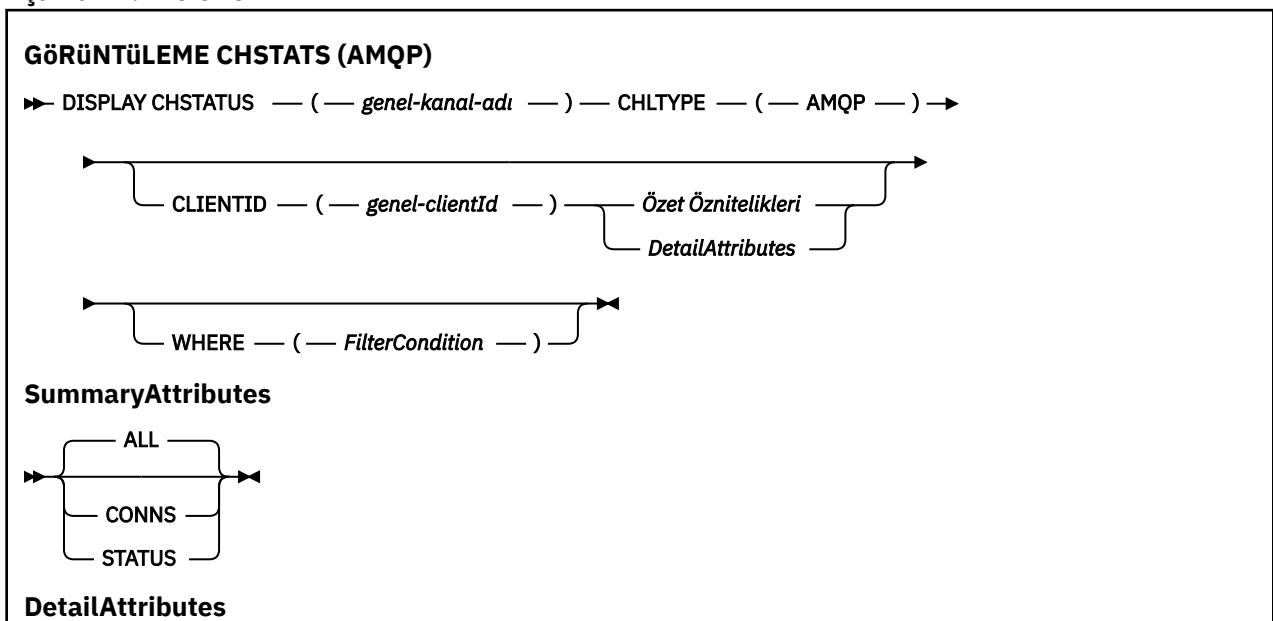 GöRüNTüLEME CHSTATS (AMQP)
DISPLAY CHSTATUS ( genel-kanal-adı ) CHLTYPE ( AMQP )
CLIENTID ( genel-clientId ) Özet Öznitelikleri
DetailAttributes
WHERE ( FilterCondition )
SummaryAttributes
ALL
CONNS
STATUS
DetailAttributes